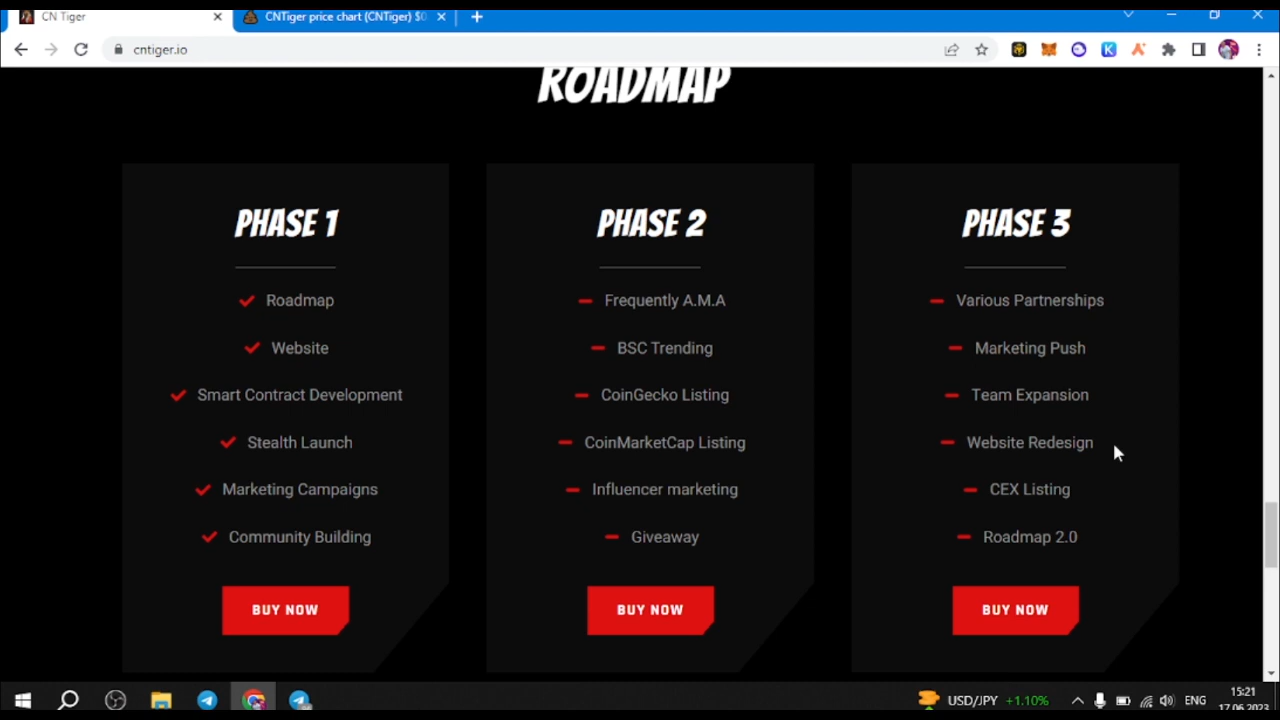 CN Tiger
CNTiger price chart (CNTiger) $0
cntiger.io
ROADMAP
PHASE 1
Roadmap
Website
Smart Contract Development
Stealth Launch
Marketing Campaigns
Community Building
BUY NOW
PHASE 2
Frequently A.M.A
BSC Trending
CoinGecko Listing
CoinMarketCap Listing
Influencer marketing
Giveaway
BUY NOW
PHASE 3
Various Partnerships
Marketing Push
Team Expansion
Website Redesign
CEX Listing
Roadmap 2.0
BUY NOW
USD/JPY +1.10%
ENG
15:21
17.06.2023